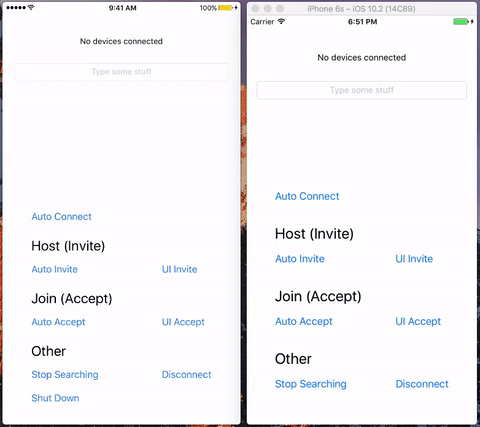 9:41 AM
100%
No devices connected
Type some stuff
Auto Connect
Host (Invite)
Auto Invite UI Invite
Join (Accept)
Auto Accept UI Accept
Other
Stop Searching Disconnect
Shut Down
iPhone 6s – iOS 10.2 (14C89)
Carrier 6:51 PM
No devices connected
Type some stuff
Auto Connect
Host (Invite)
Auto Invite UI Invite
Join (Accept)
Auto Accept UI Accept
Other
Stop Searching Disconnect